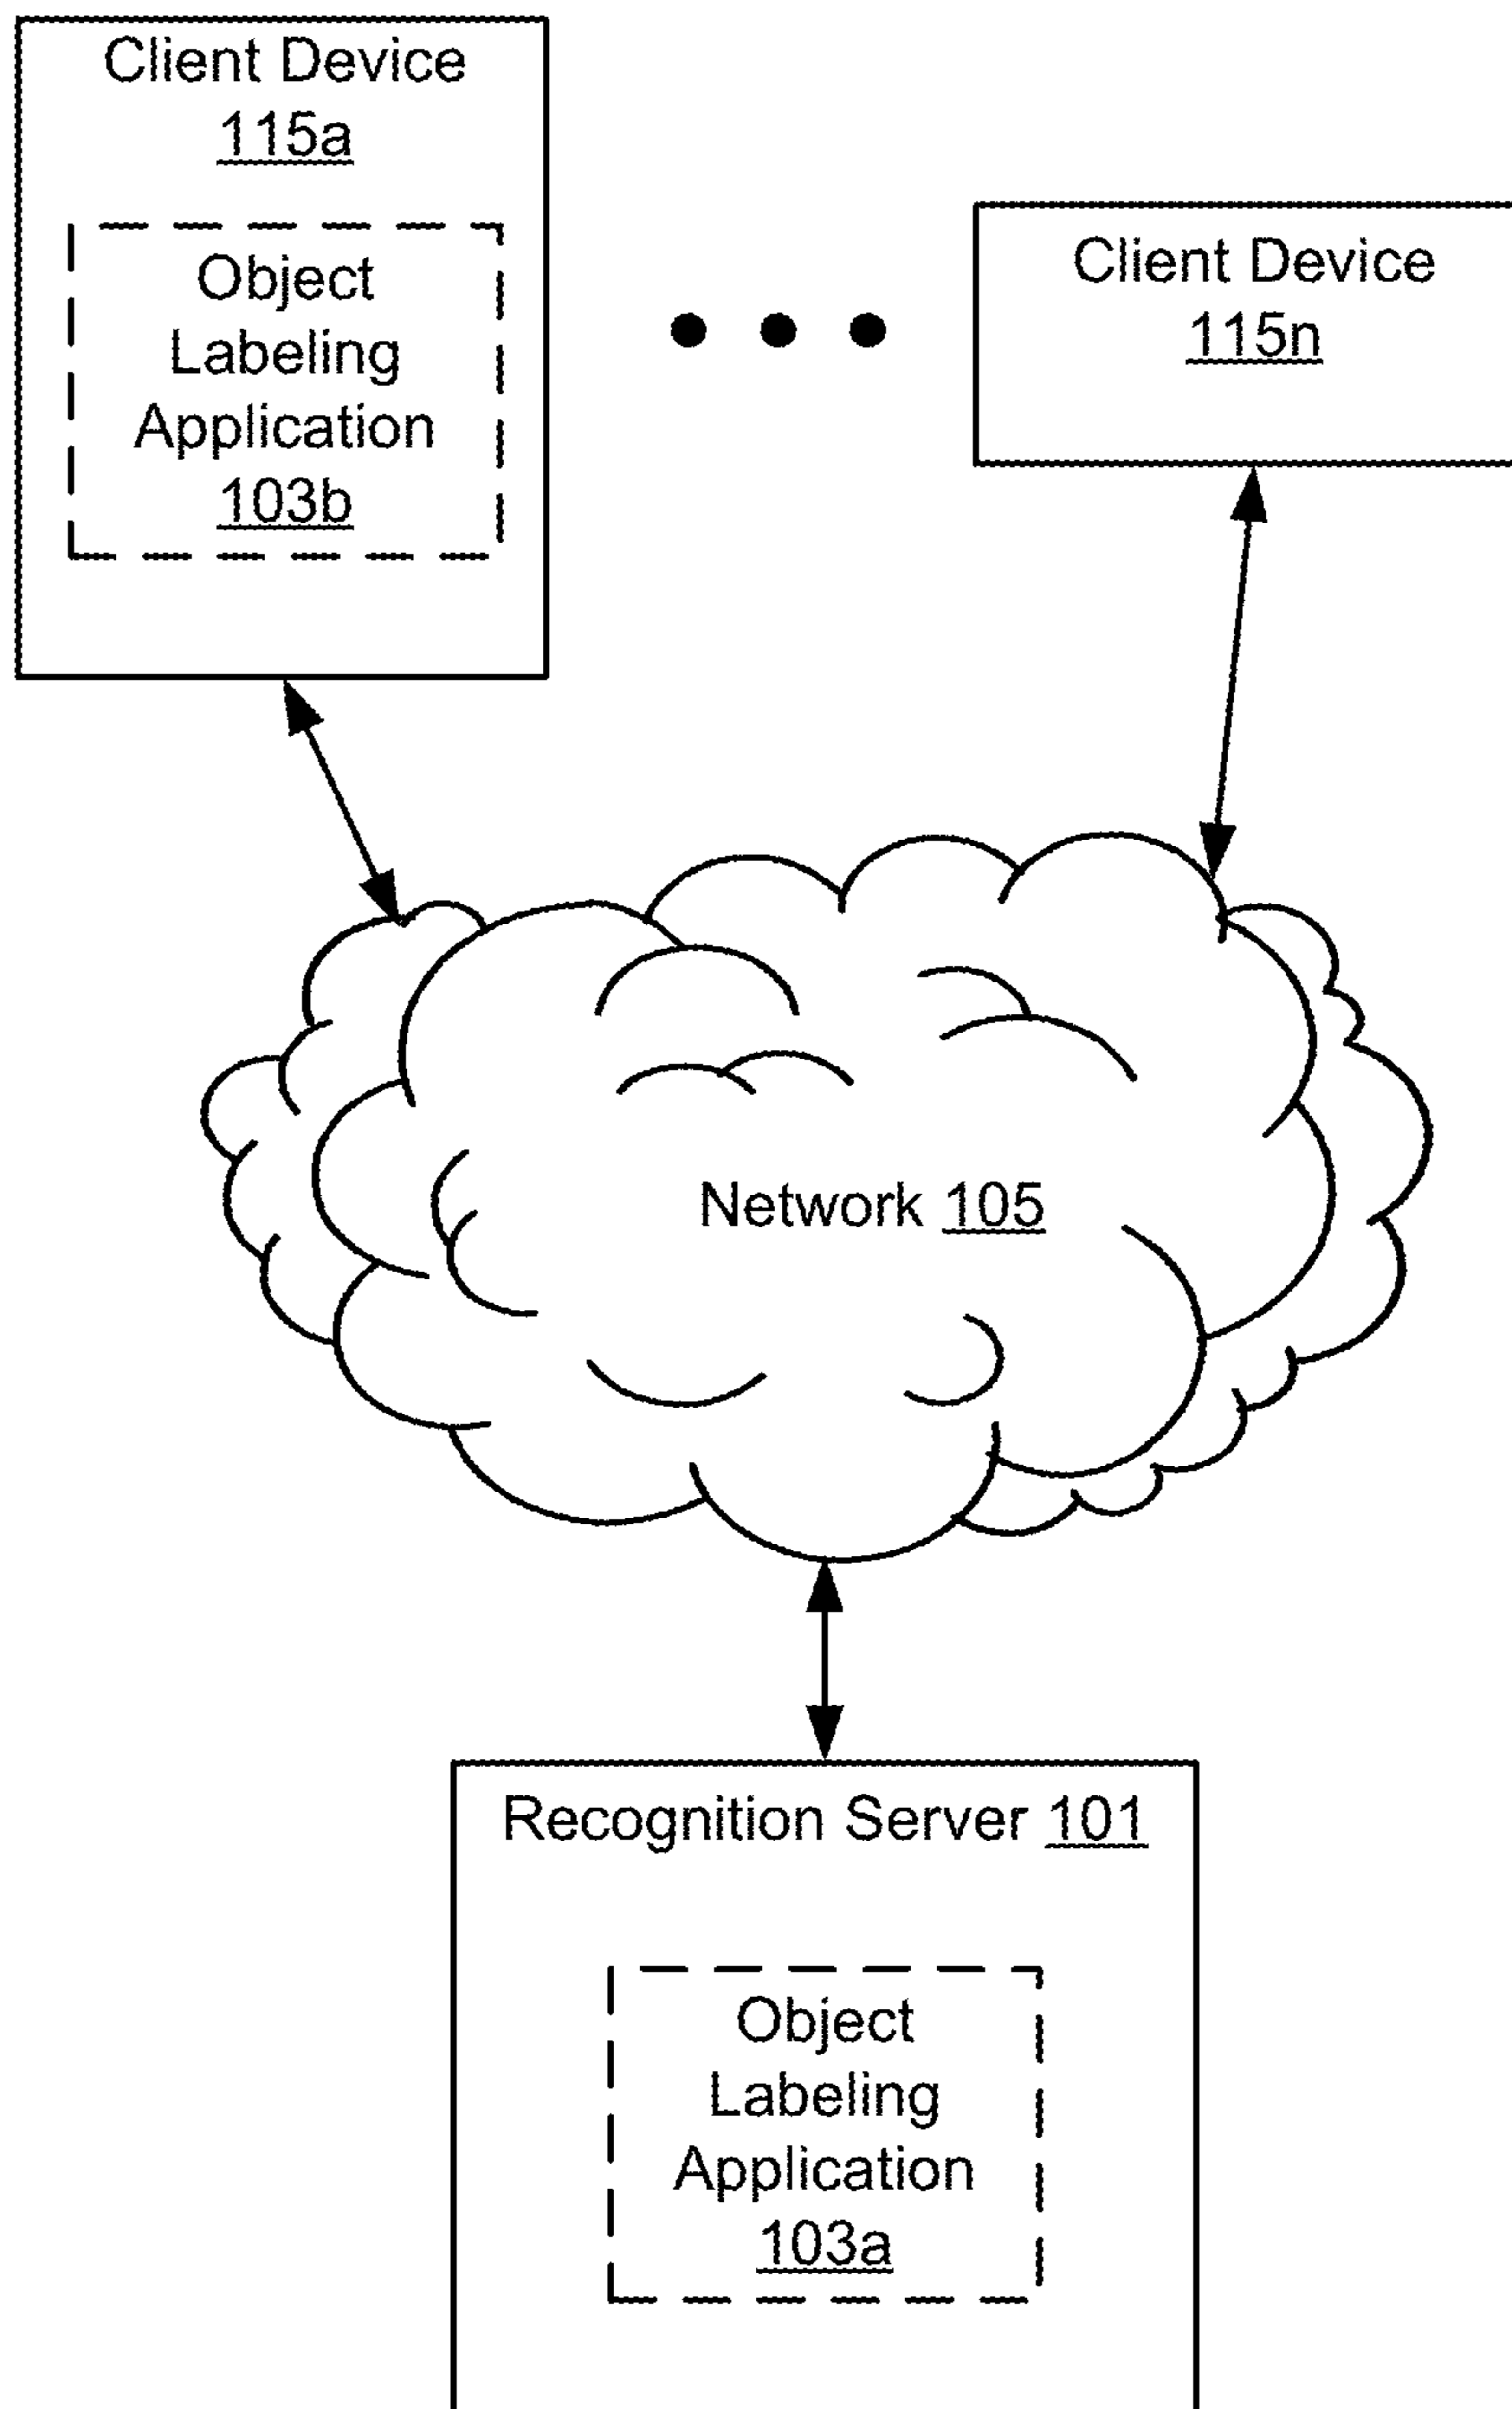 Client Device
115a
Object
Labeling
Application
103b
Client Device
115n
Network 105
Recognition Server 101
Object
Labeling
Application
103a